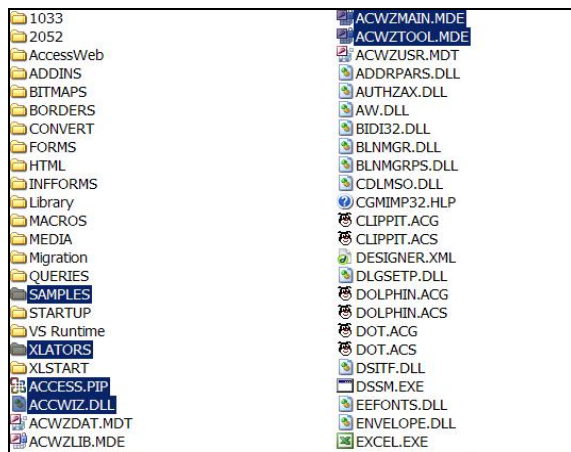 1033
2052
AccessWeb
ADDINS
BITMAPS
BORDERS
CONVERT
FORMS
HTML
INFFORMS
Library
MACROS
MEDIA
Migration
QUERIES
SAMPLES
STARTUP
VS Runtime
XLATORS
XLSTART
ACCESS.PIP
ACCWIZ.DLL
ACWZDAT.MDT
ACWZLIB.MDE
ACWZMAIN.MDE
ACWZTOOL.MDE
ACWZUSR.MDT
ADDRPARS.DLL
AUTHZAX.DLL
AW.DLL
BIDI32.DLL
BLNMGR.DLL
BLNMGRPS.DLL
CDLMSO.DLL
CGMIMP32.HLP
CLIPPIT.ACG
CLIPPIT.ACS
DESIGNER.XML
DLGSETP.DLL
DOLPHIN.ACG
DOLPHIN.ACS
DOT.ACG
DOT.ACS
DSITF.DLL
DSSM.EXE
EEFONTS.DLL
ENVELOPE.DLL
EXCEL.EXE